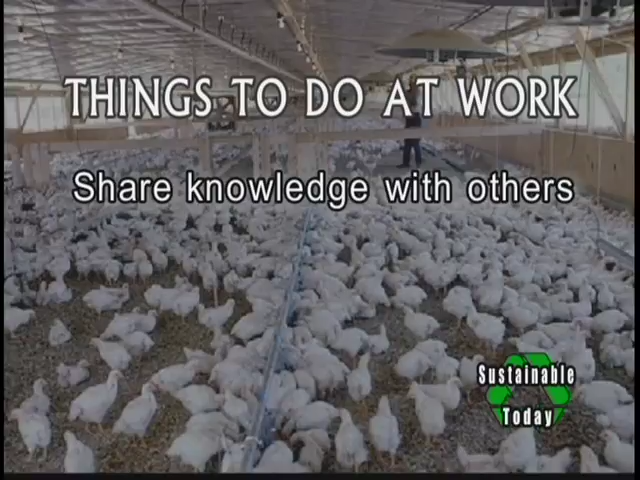 THINGS TO DO AT WORK
Share knowledge with others
Sustainable
Today